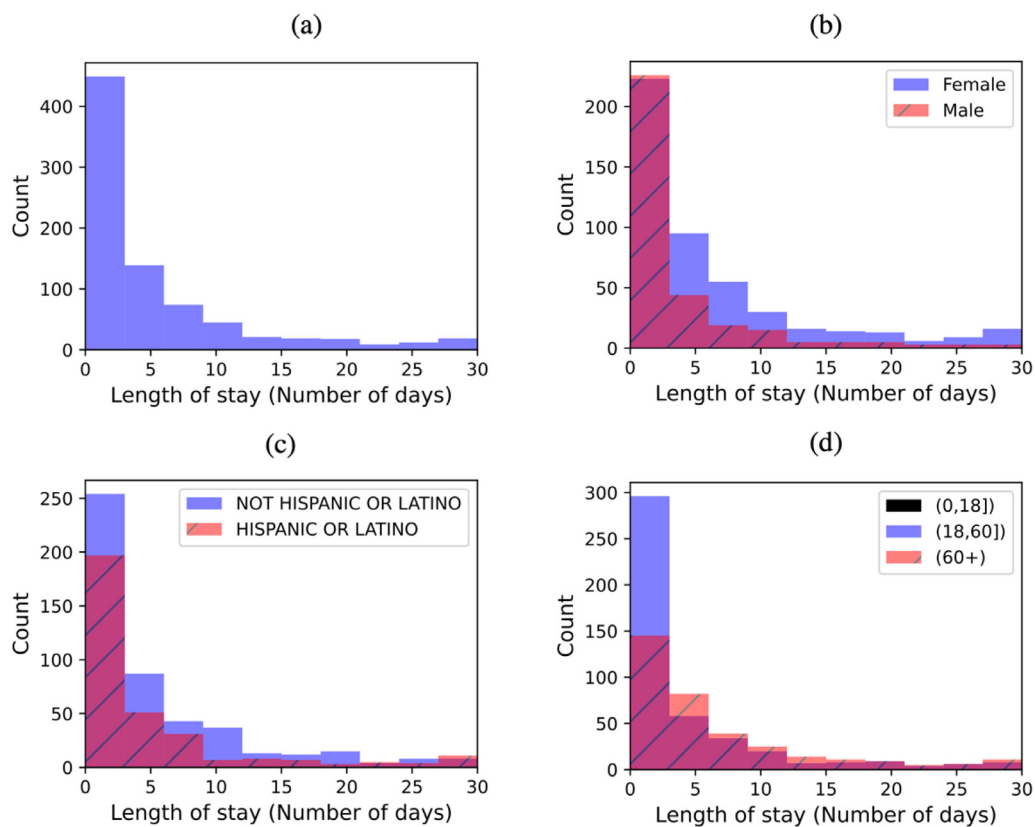 (a)
400
300
200
100
0
Count
0 5 10 15 20 25 30
Length of stay (Number of days)
(b)
Female
Male
200
150
100
50
0
Count
0 5 10 15 20 25 30
Length of stay (Number of days)
(c)
NOT HISPANIC OR LATINO
HISPANIC OR LATINO
250
200
150
100
50
0
Count
0 5 10 15 20 25 30
Length of stay (Number of days)
(d)
(0,18])
(18,60])
(60+)
300
250
200
150
100
50
0
Count
0 5 10 15 20 25 30
Length of stay (Number of days)